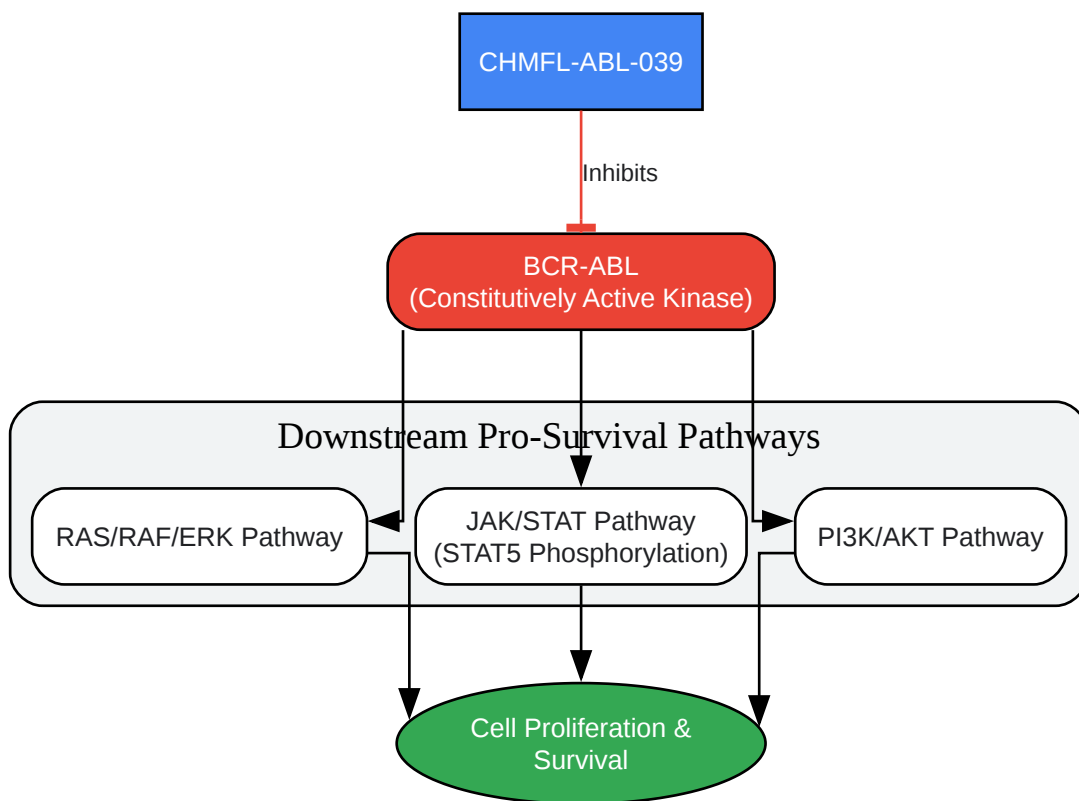 CHMFL-ABL-039
Inhibits
BCR-ABL
(Constitutively Active Kinase)
Downstream Pro-Survival Pathways
RAS/RAF/ERK Pathway
JAK/STAT Pathway
(STAT5 Phosphorylation)
PI3K/AKT Pathway
Cell Proliferation &
Survival